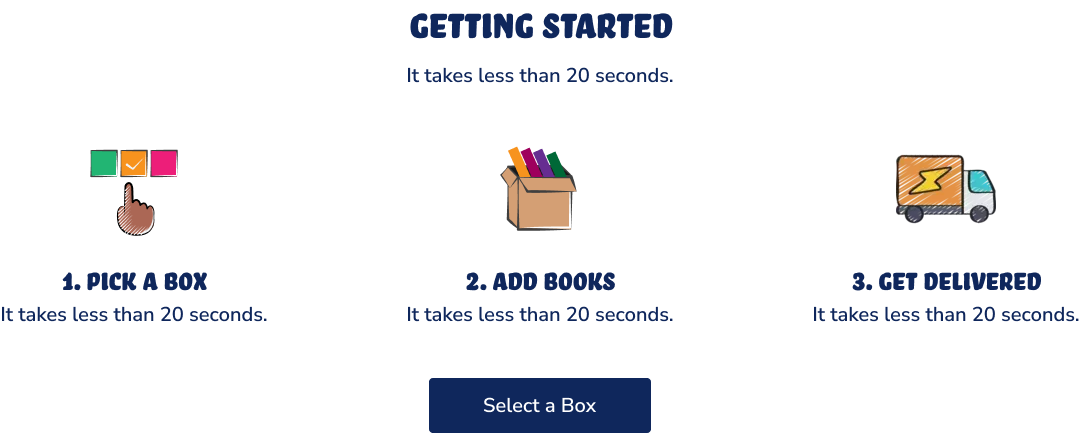 GETTING STARTED
It takes less than 20 seconds.
1. PICK A BOX
It takes less than 20 seconds.
2. ADD BOOKS
It takes less than 20 seconds.
3. GET DELIVERED
It takes less than 20 seconds.
Select a Box